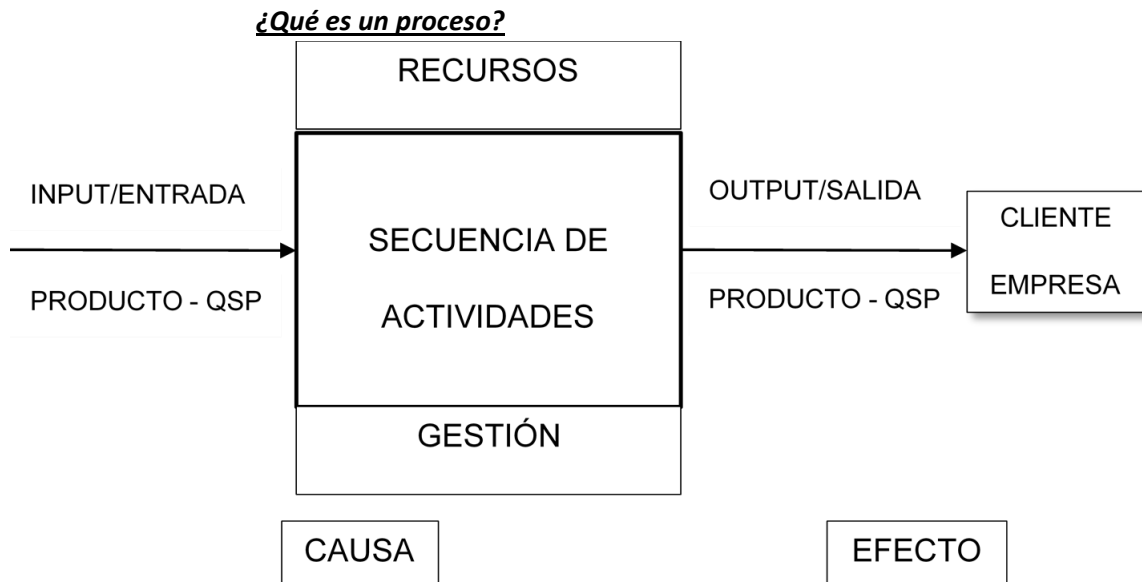 ¿Qué es un proceso?
RECURSOS
INPUT/ENTRADA
PRODUCTO - QSP
SECUENCIA DE
ACTIVIDADES
OUTPUT/SALIDA
PRODUCTO - QSP
CLIENTE
EMPRESA
GESTIÓN
CAUSA
EFECTO